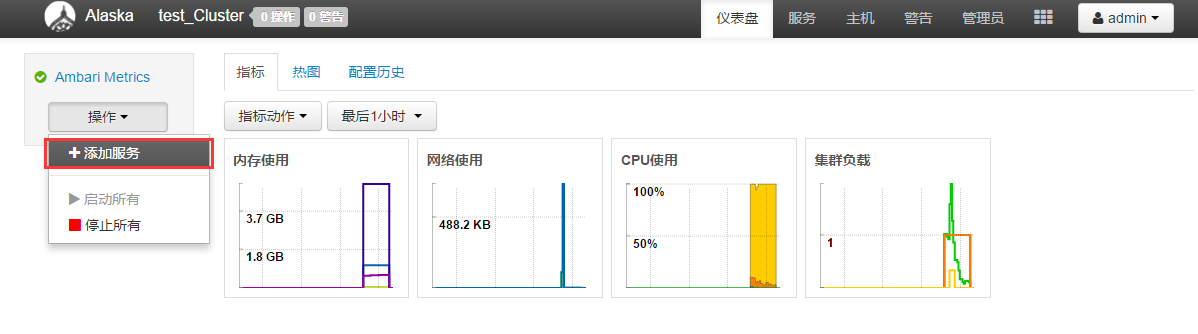 Alaska test_Cluster 0 操作 0 警告 仪表盘 服务 主机 警告 管理员 admin
Ambari Metrics
操作
添加服务
启动所有
停止所有
指标 热图 配置历史
指标动作 最后1小时
内存使用
3.7 GB
1.8 GB
网络使用
488.2 KB
CPU使用
100%
50%
集群负载
1